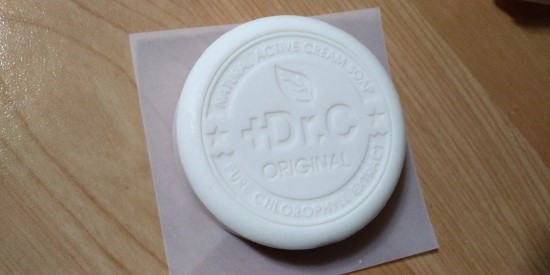 NATURAL ACTIVE CREAM SOAP
+Dr.C
ORIGINAL
PURE CHLOROPHYLL EXTRACT